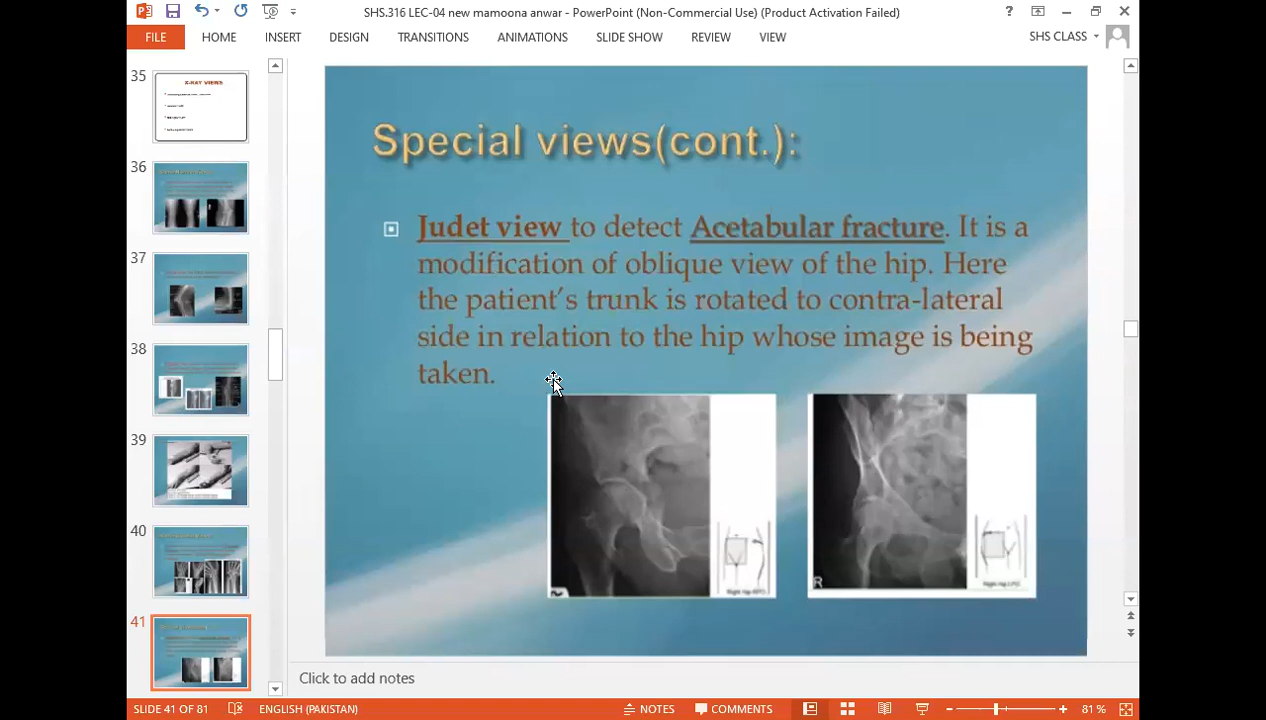 SHS.316 LEC-04 new mamoona anwar - PowerPoint (Non-Commercial Use) (Product Activation Failed)
FILE HOME INSERT DESIGN TRANSITIONS ANIMATIONS SLIDE SHOW REVIEW VIEW SHS CLASS
35
X-RAY VIEWS
36
37
38
39
40
41
Special views(cont.):
Judet view to detect Acetabular fracture. It is a
modification of oblique view of the hip. Here
the patient's trunk is rotated to contra-lateral
side in relation to the hip whose image is being
taken.
R
Click to add notes
SLIDE 41 OF 81 ENGLISH (PAKISTAN) NOTES COMMENTS 81 %